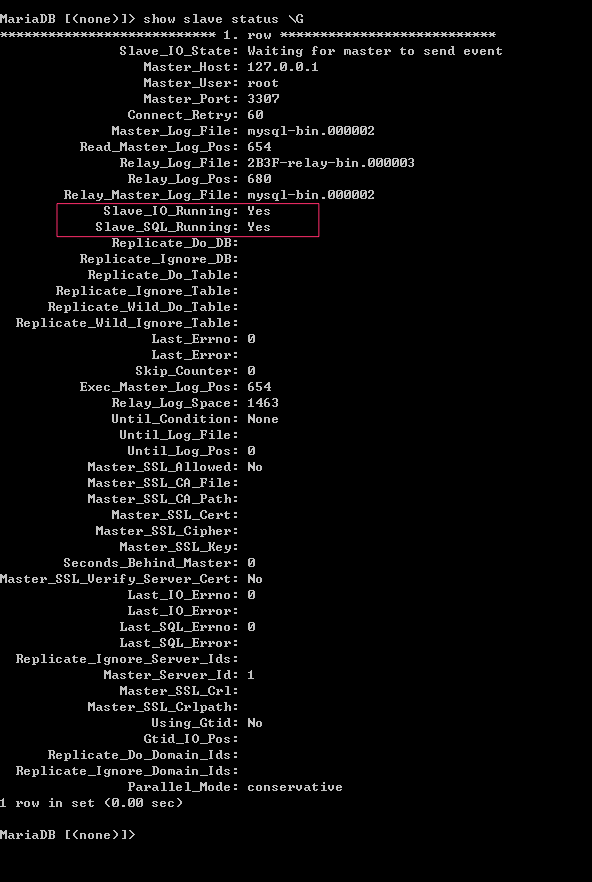 MariaDB [(none)]> show slave status \G
*************************** 1. row ***************************
Slave_IO_State: Waiting for master to send event
Master_Host: 127.0.0.1
Master_User: root
Master_Port: 3307
Connect_Retry: 60
Master_Log_File: mysql-bin.000002
Read_Master_Log_Pos: 654
Relay_Log_File: 2B3F-relay-bin.000003
Relay_Log_Pos: 680
Relay_Master_Log_File: mysql-bin.000002
Slave_IO_Running: Yes
Slave_SQL_Running: Yes
Replicate_Do_DB:
Replicate_Ignore_DB:
Replicate_Do_Table:
Replicate_Ignore_Table:
Replicate_Wild_Do_Table:
Replicate_Wild_Ignore_Table:
Last_Errno: 0
Last_Error:
Skip_Counter: 0
Exec_Master_Log_Pos: 654
Relay_Log_Space: 1463
Until_Condition: None
Until_Log_File:
Until_Log_Pos: 0
Master_SSL_Allowed: No
Master_SSL_CA_File:
Master_SSL_CA_Path:
Master_SSL_Cert:
Master_SSL_Cipher:
Master_SSL_Key:
Seconds_Behind_Master: 0
Master_SSL_Verify_Server_Cert: No
Last_IO_Errno: 0
Last_IO_Error:
Last_SQL_Errno: 0
Last_SQL_Error:
Replicate_Ignore_Server_Ids:
Master_Server_Id: 1
Master_SSL_Crl:
Master_SSL_Crlpath:
Using_Gtid: No
Gtid_IO_Pos:
Replicate_Do_Domain_Ids:
Replicate_Ignore_Domain_Ids:
Parallel_Mode: conservative
1 row in set (0.00 sec)
MariaDB [(none)]>